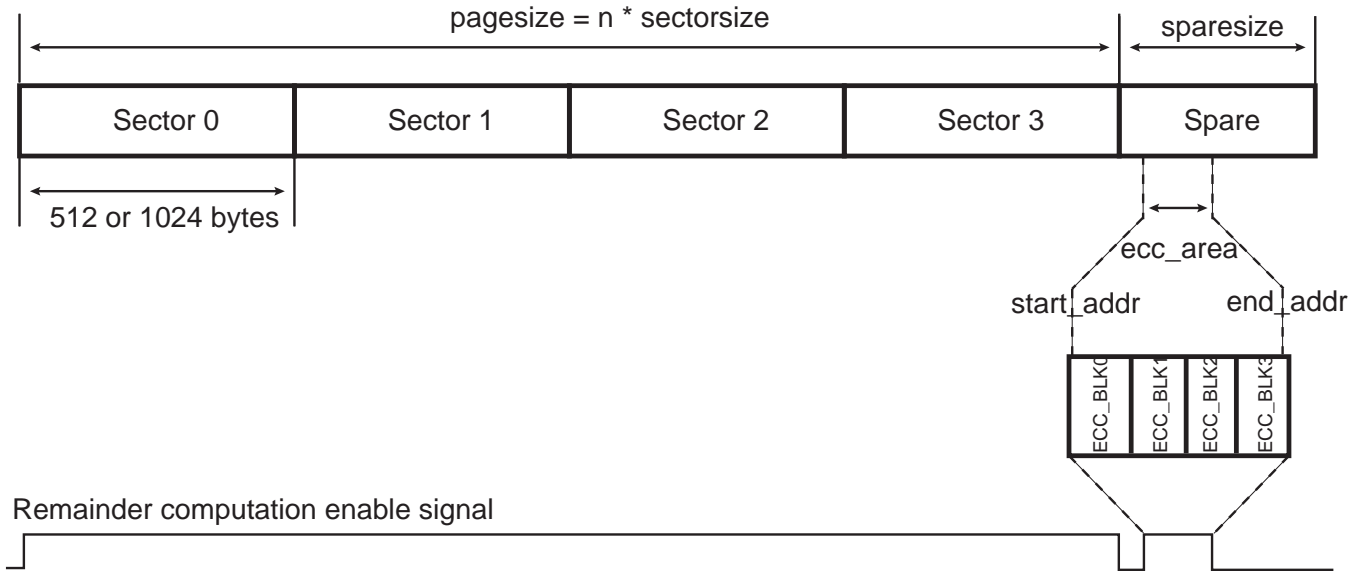 pagesize = n * sectorsize
sparesize
Sector 0
Sector 1
Sector 2
Sector 3
Spare
512 or 1024 bytes
ecc_area
start_addr
end_addr
ECC_BLK0
ECC_BLK1
ECC_BLK2
ECC_BLK3
Remainder computation enable signal